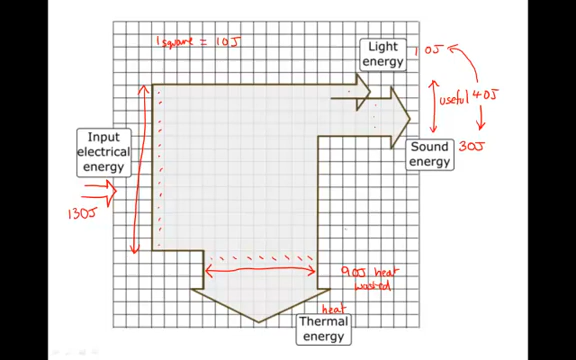 1 square = 10J
Light
energy
10J
useful 40J
Input
electrical
energy
Sound
energy
30J
130J
90J heat
wasted
heat
Thermal
energy